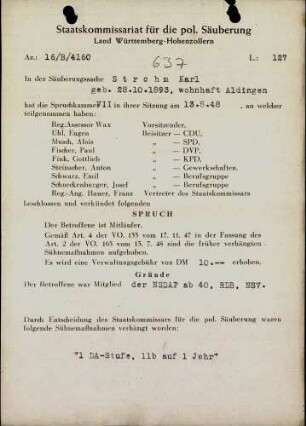 Staatskommissariat für die pol. Säuberung
Land Württemberg-Hohenzollern
Az.: 16/B/4160 637 L.: 127
In der Säuberungssache S t r o h m Karl
geb. 28.10.1893, wohnhaft Aldingen
hat die Spruchkammer VII in ihrer Sitzung am 13.8.48, an welcher
teilgenommen haben:
Reg.Assessor Wax Vorsitzender,
Uhl, Eugen Beisitzer — CDU,
Munch, Alois „ — SPD,
Fischer, Paul „ — DVP,
Fink, Gottlieb „ — KPD,
Steinacher, Anton „ — Gewerkschaften,
Schwarz, Emil „ — Berufsgruppe
Schneckenberger, Josef „ — Berufsgruppe
Reg.-Ang. Hauer, Franz Vertreter des Staatskommissars
beschlossen und verkündet folgenden
SPRUCH
Der Betroffene ist Mitläufer.
Gemäß Art. 4 der VO. 133 vom 17. 11. 47 in der Fassung des
Art. 2 der VO. 165 vom 15. 7. 48 sind die früher verhängten
Sühnemaßnahmen aufgehoben.
Es wird eine Verwaltungsgebühr von DM 10.-- erhoben.
Gründe
Der Betroffene war Mitglied der NSDAP ab 40, RLB, NSV.
Durch Entscheidung des Staatskommissars für die pol. Säuberung waren
folgende Sühnemaßnahmen verhängt worden:
"1 DA-Stufe, 11b auf 1 Jahr"